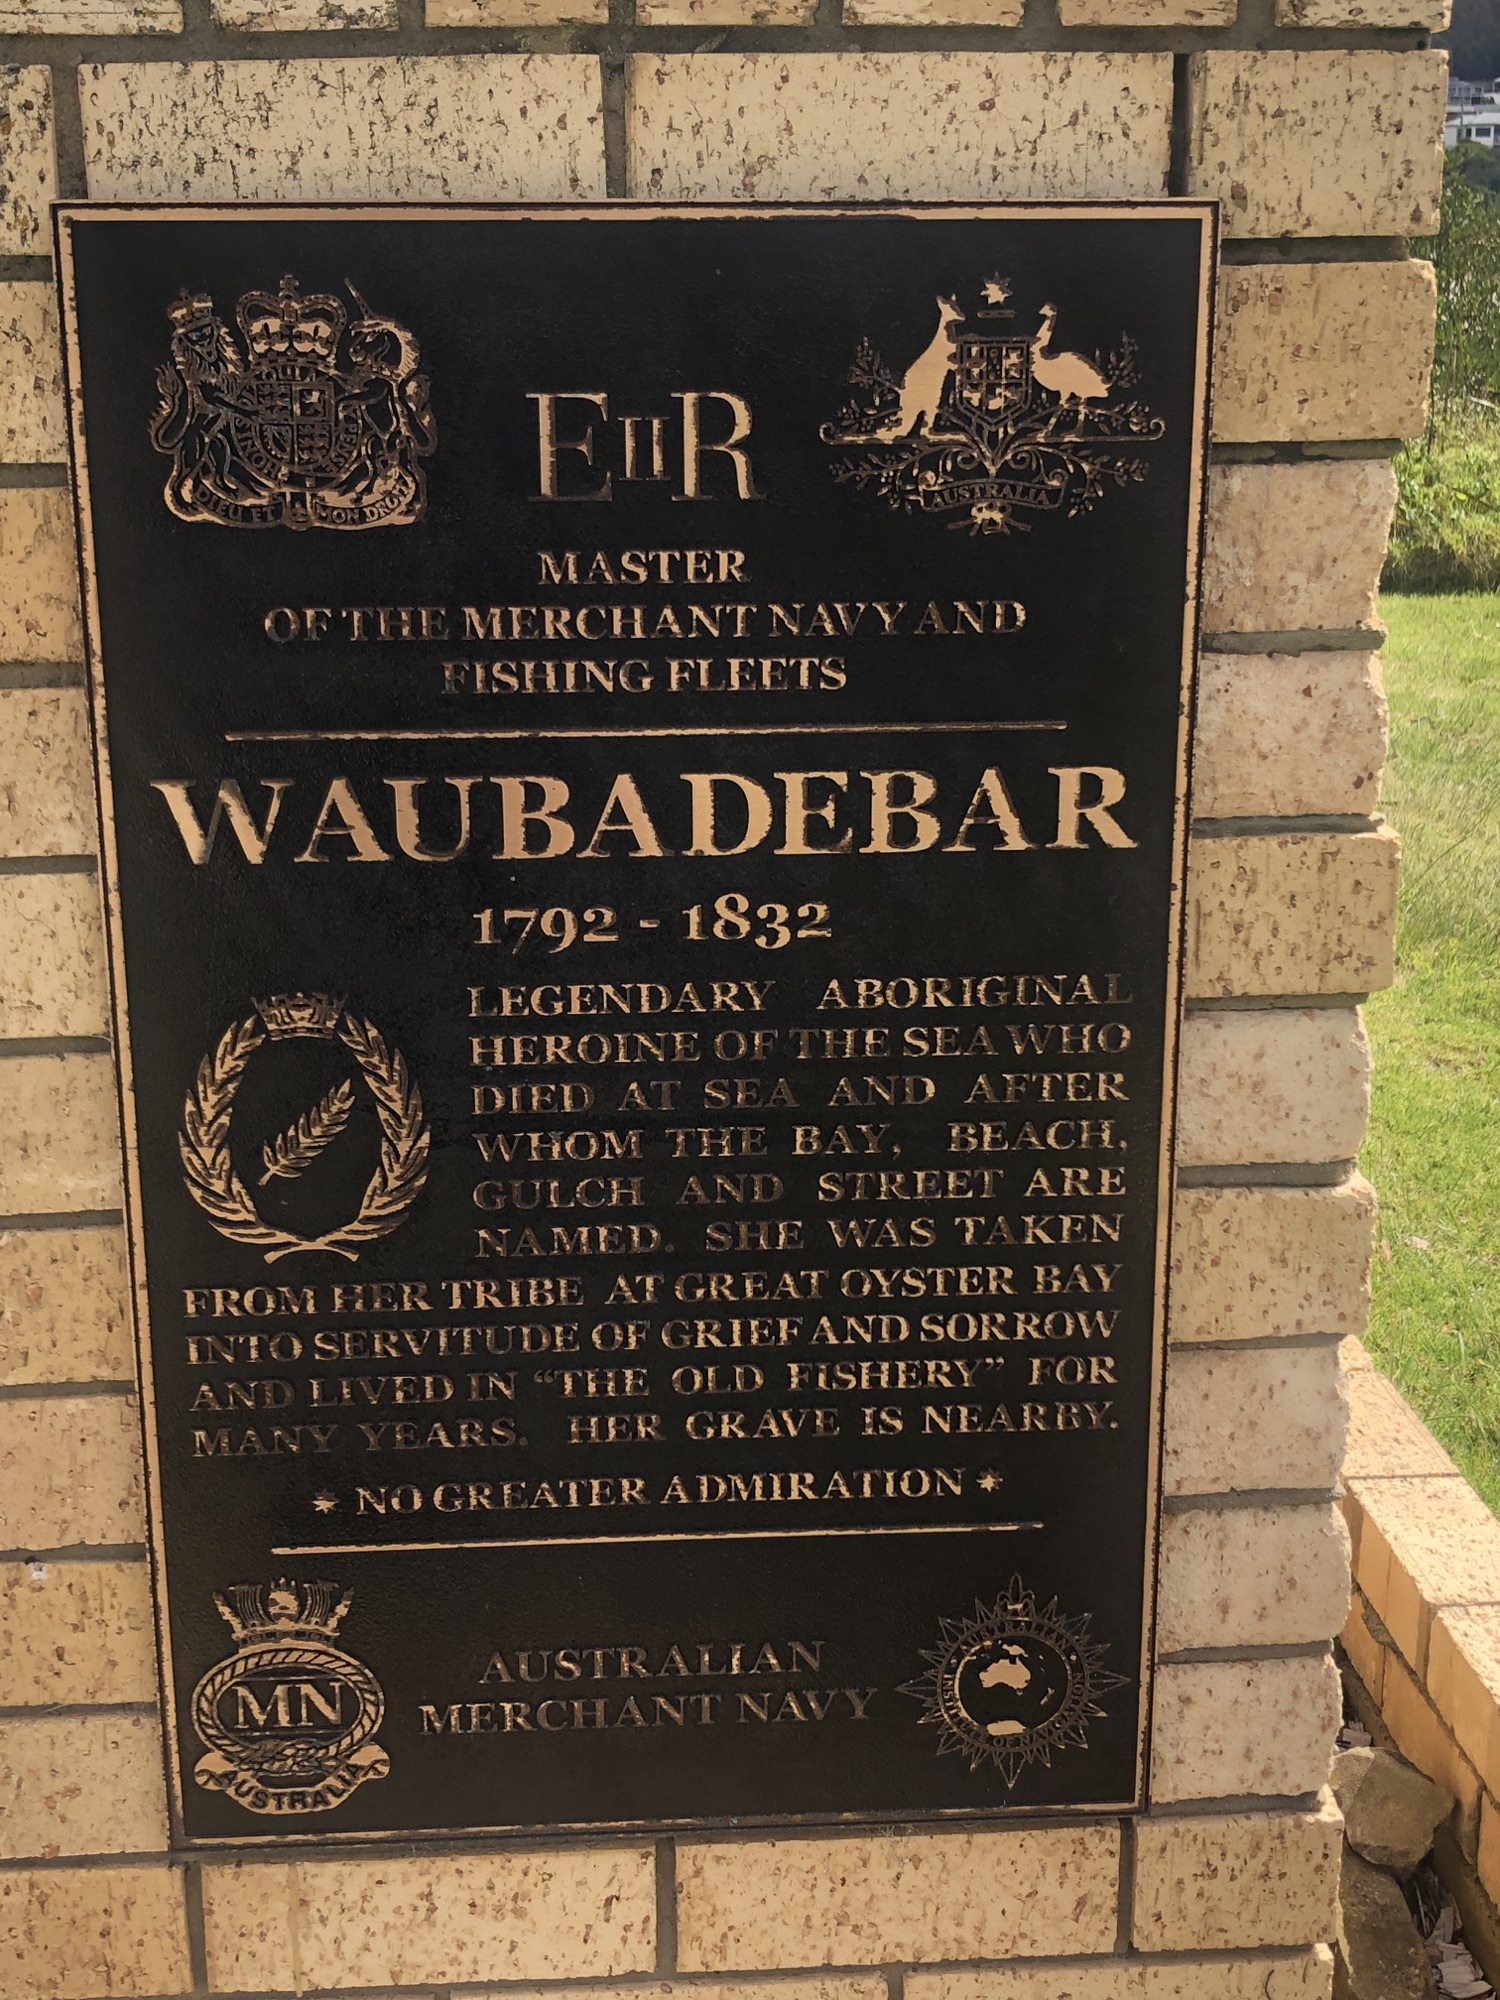 DIEU ET MON DROIT
EIIR
AUSTRALIA
MASTER
OF THE MERCHANT NAVY AND
FISHING FLEETS
WAUBADEBAR
1792 - 1832
LEGENDARY ABORIGINAL
HEROINE OF THE SEA WHO
DIED AT SEA AND AFTER
WHOM THE BAY, BEACH,
GULCH AND STREET ARE
NAMED. SHE WAS TAKEN
FROM HER TRIBE AT GREAT OYSTER BAY
INTO SERVITUDE OF GRIEF AND SORROW
AND LIVED IN “THE OLD FISHERY” FOR
MANY YEARS. HER GRAVE IS NEARBY.
* NO GREATER ADMIRATION *
MN
AUSTRALIA
AUSTRALIAN
MERCHANT NAVY
AUSTRALIAN
OF NAVIGATION